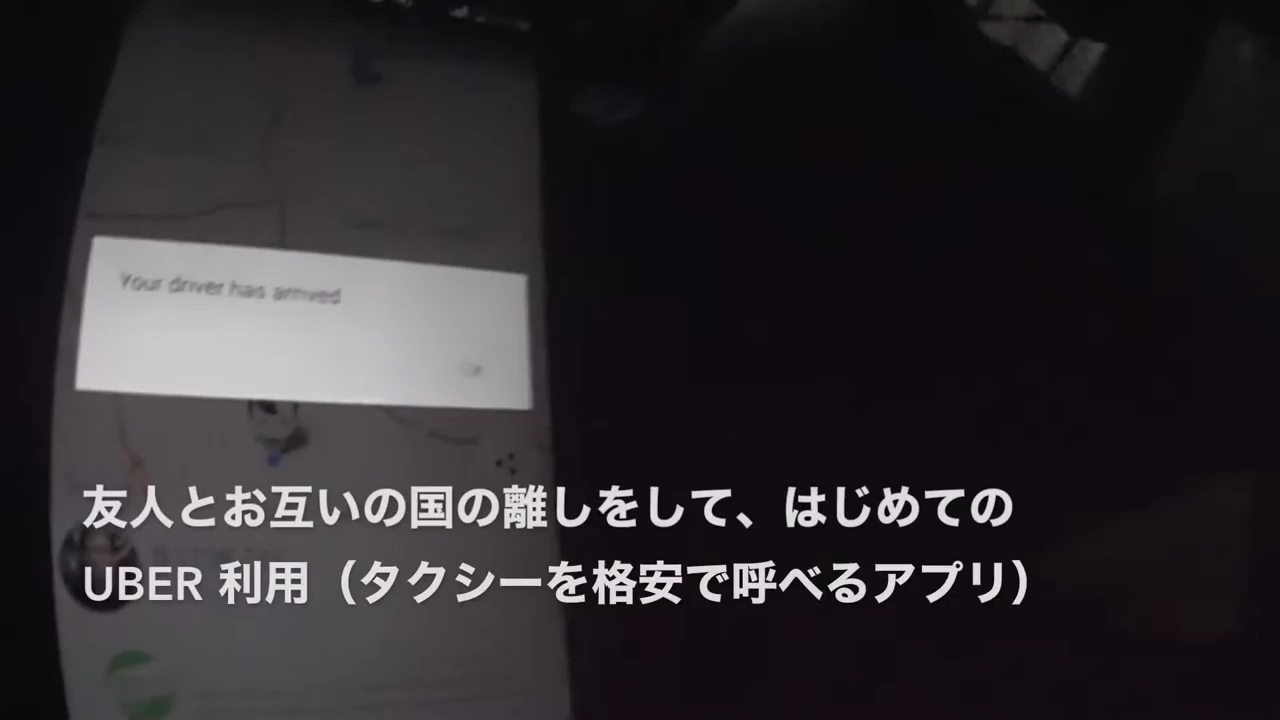 Your driver has arrived
友人とお互いの国の離しをして、はじめての
UBER 利用（タクシーを格安で呼べるアプリ）